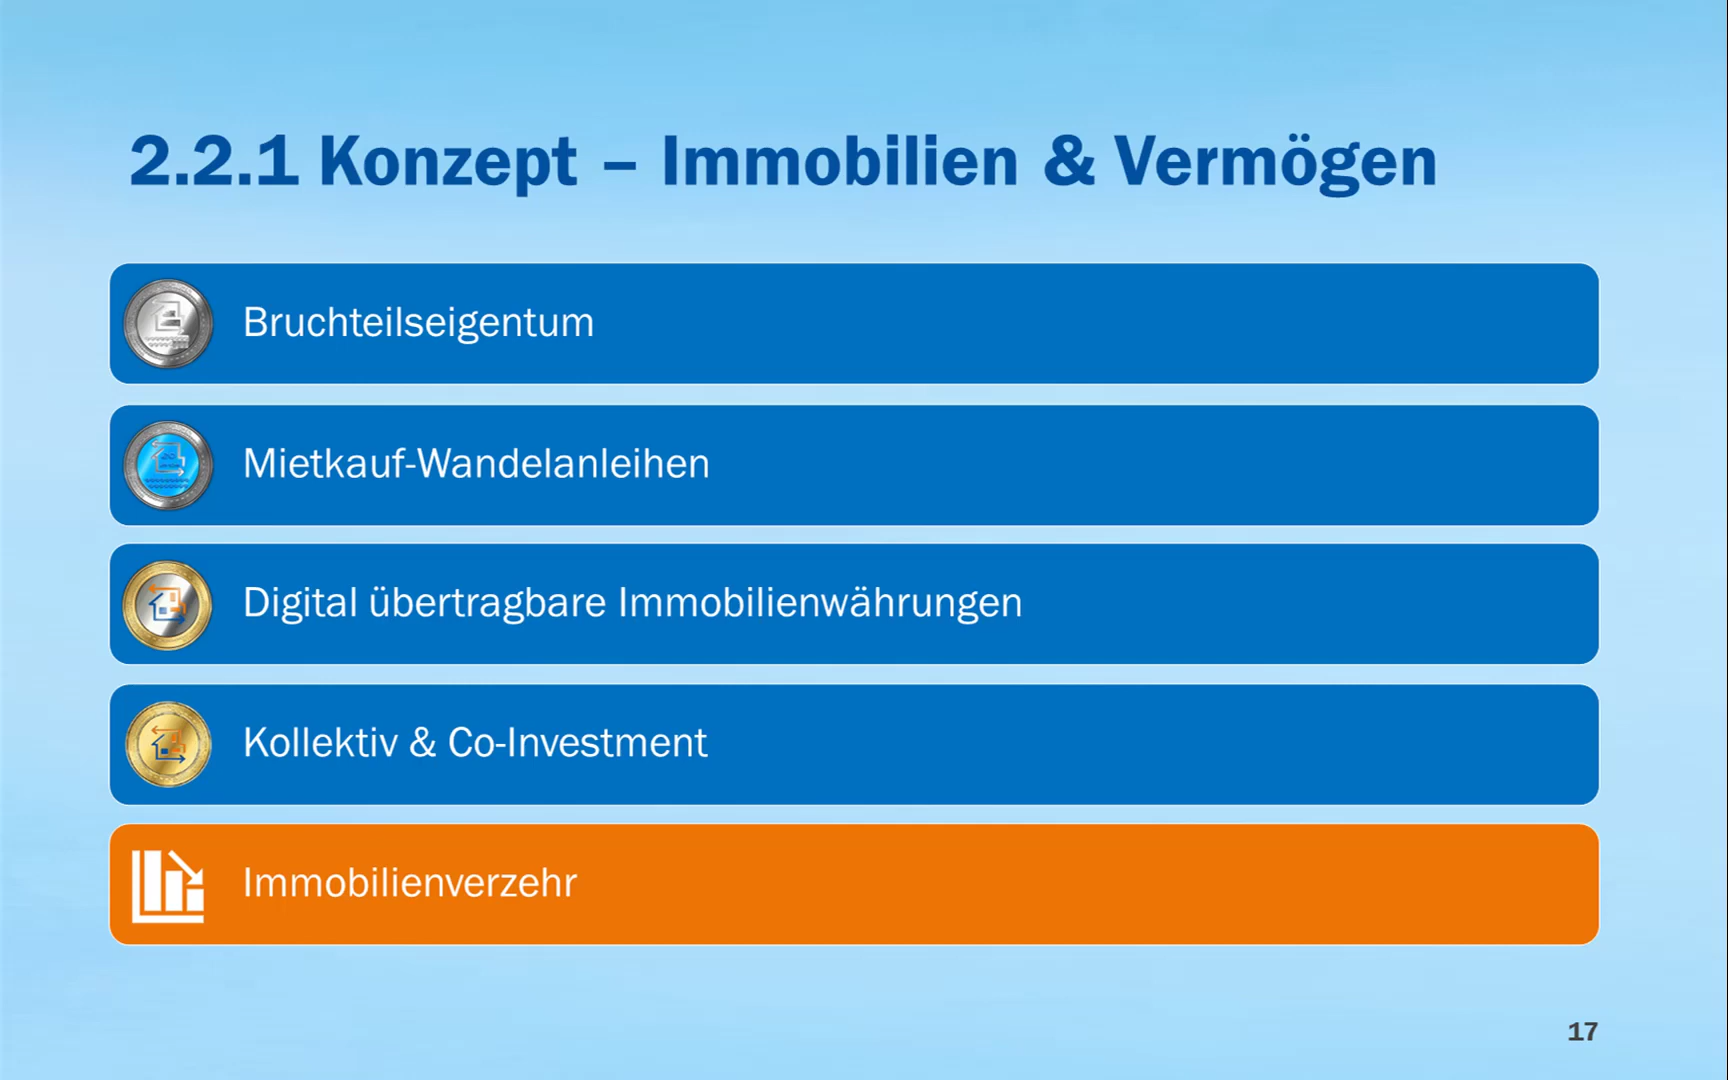 2.2.1 Konzept – Immobilien & Vermögen
Bruchteilseigentum
Mietkauf-Wandelanleihen
Digital übertragbare Immobilienwährungen
Kollektiv & Co-Investment
Immobilienverzehr
17